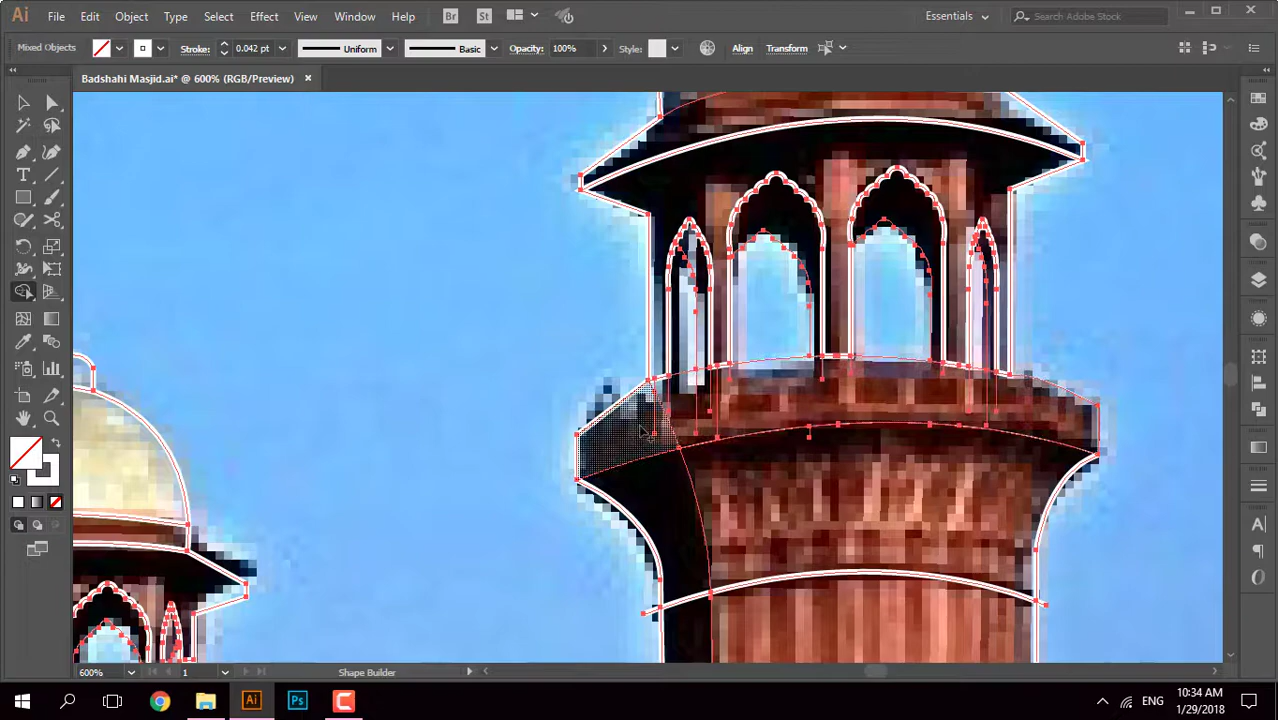 Ai File Edit Object Type Select Effect View Window Help Br St Essentials Search Adobe Stock
Mixed Objects Stroke: 0.042 pt Uniform Basic Opacity: 100% Style: Align Transform
Badshahi Masjid.ai* @ 600% (RGB/Preview)
600% 1 Shape Builder
Ai Ps ENG 10:34 AM
1/29/2018